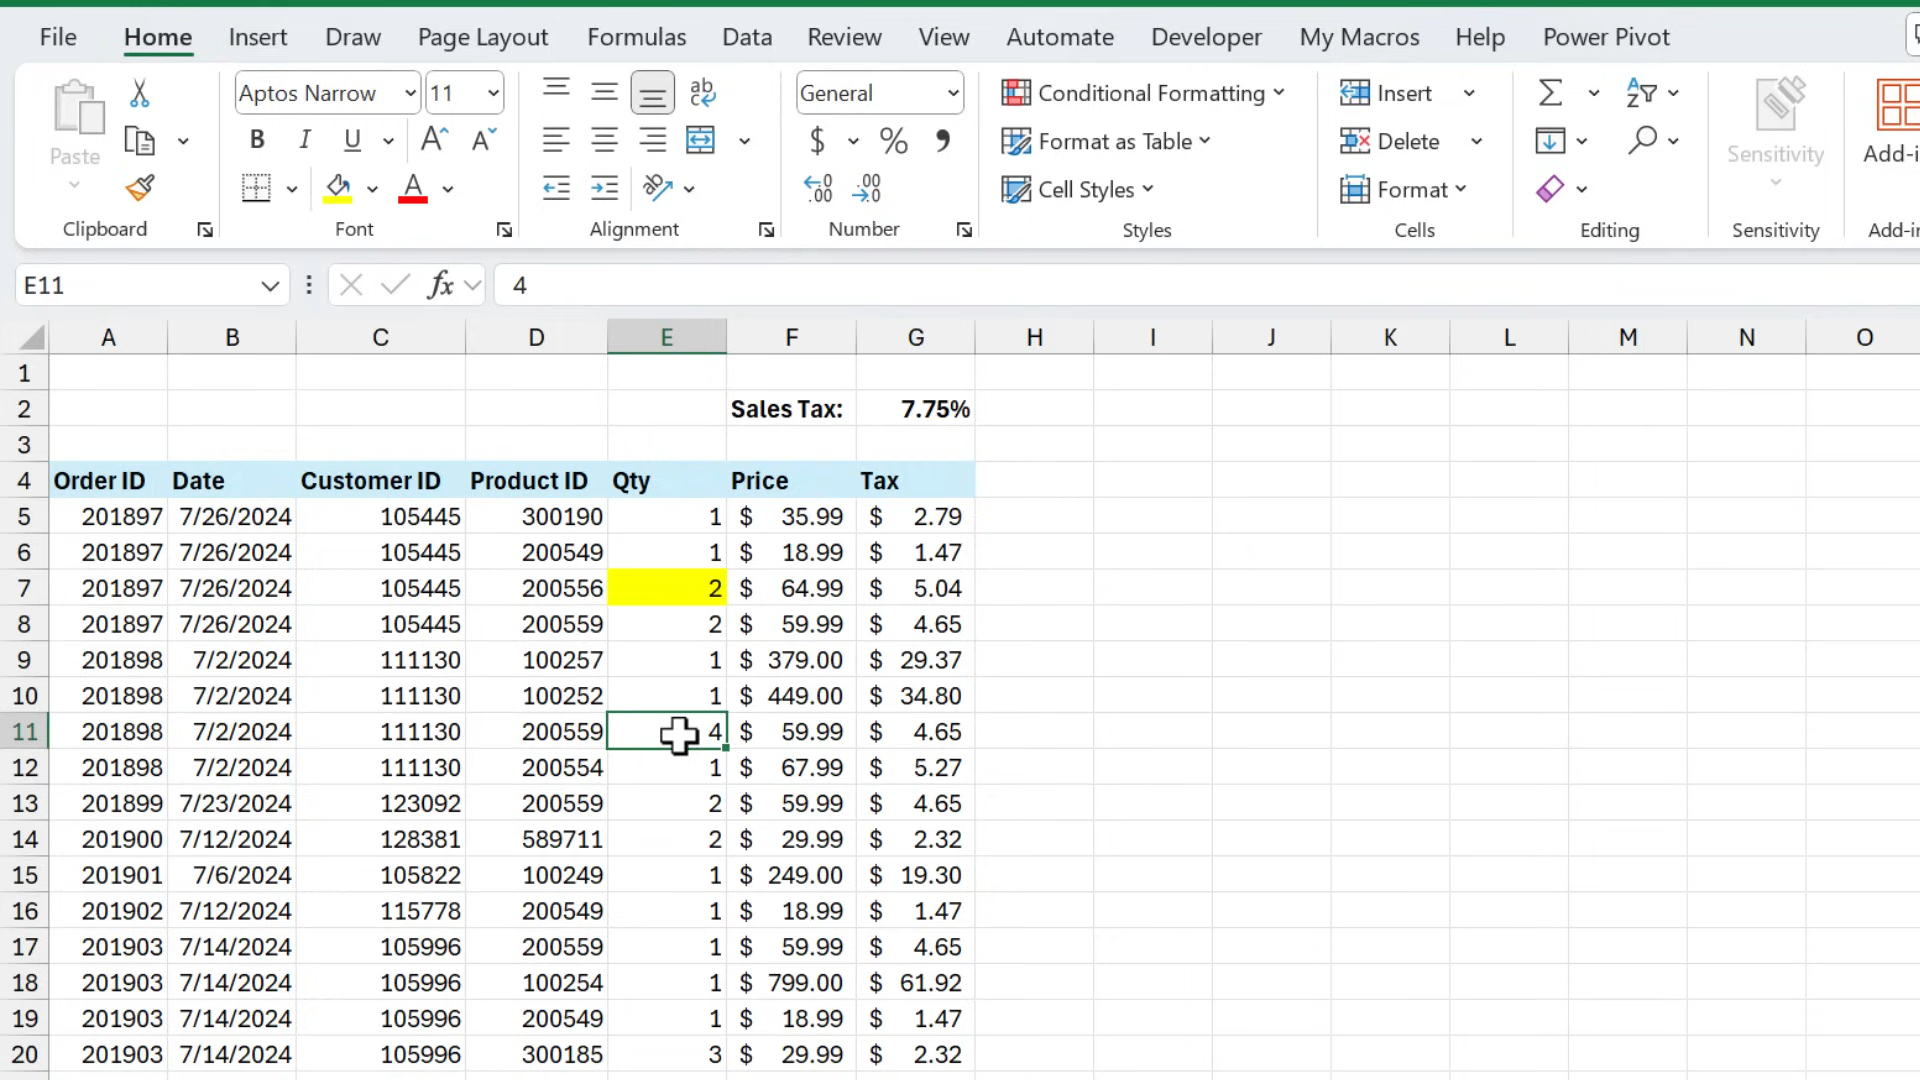 File Home Insert Draw Page Layout Formulas Data Review View Automate Developer My Macros Help Power Pivot
Aptos Narrow 11 General Conditional Formatting Insert
Paste B I U $ % Format as Table Delete Sensitivity Add-i
Cell Styles Format
Clipboard Font Alignment Number Styles Cells Editing Sensitivity Add-i
E11 fx 4
A B C D E F G H I J K L M N O
1
2 Sales Tax: 7.75%
3
4 Order ID Date Customer ID Product ID Qty Price Tax
5 201897 7/26/2024 105445 300190 1 $ 35.99 $ 2.79
6 201897 7/26/2024 105445 200549 1 $ 18.99 $ 1.47
7 201897 7/26/2024 105445 200556 2 $ 64.99 $ 5.04
8 201897 7/26/2024 105445 200559 2 $ 59.99 $ 4.65
9 201898 7/2/2024 111130 100257 1 $ 379.00 $ 29.37
10 201898 7/2/2024 111130 100252 1 $ 449.00 $ 34.80
11 201898 7/2/2024 111130 200559 4 $ 59.99 $ 4.65
12 201898 7/2/2024 111130 200554 1 $ 67.99 $ 5.27
13 201899 7/23/2024 123092 200559 2 $ 59.99 $ 4.65
14 201900 7/12/2024 128381 589711 2 $ 29.99 $ 2.32
15 201901 7/6/2024 105822 100249 1 $ 249.00 $ 19.30
16 201902 7/12/2024 115778 200549 1 $ 18.99 $ 1.47
17 201903 7/14/2024 105996 200559 1 $ 59.99 $ 4.65
18 201903 7/14/2024 105996 100254 1 $ 799.00 $ 61.92
19 201903 7/14/2024 105996 200549 1 $ 18.99 $ 1.47
20 201903 7/14/2024 105996 300185 3 $ 29.99 $ 2.32